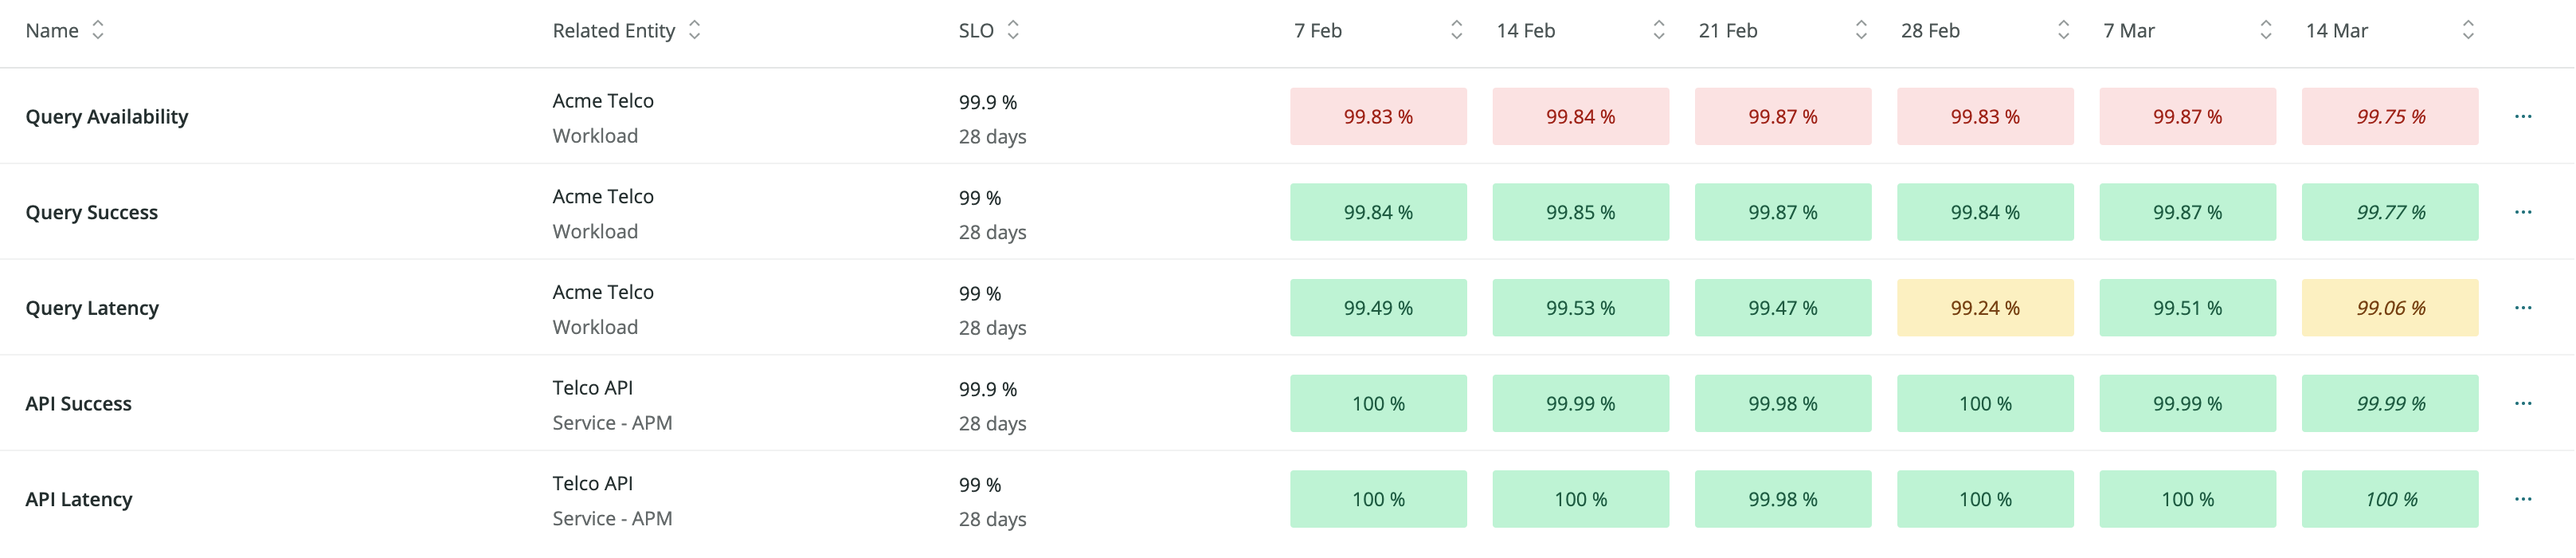 Name Related Entity SLO 7 Feb 14 Feb 21 Feb 28 Feb 7 Mar 14 Mar
Query Availability Acme Telco 99.9 % 99.83 % 99.84 % 99.87 % 99.83 % 99.87 % 99.75 % ...
Workload 28 days
Query Success Acme Telco 99 % 99.84 % 99.85 % 99.87 % 99.84 % 99.87 % 99.77 % ...
Workload 28 days
Query Latency Acme Telco 99 % 99.49 % 99.53 % 99.47 % 99.24 % 99.51 % 99.06 % ...
Workload 28 days
API Success Telco API 99.9 % 100 % 99.99 % 99.98 % 100 % 99.99 % 99.99 % ...
Service - APM 28 days
API Latency Telco API 99 % 100 % 100 % 99.98 % 100 % 100 % 100 % ...
Service - APM 28 days